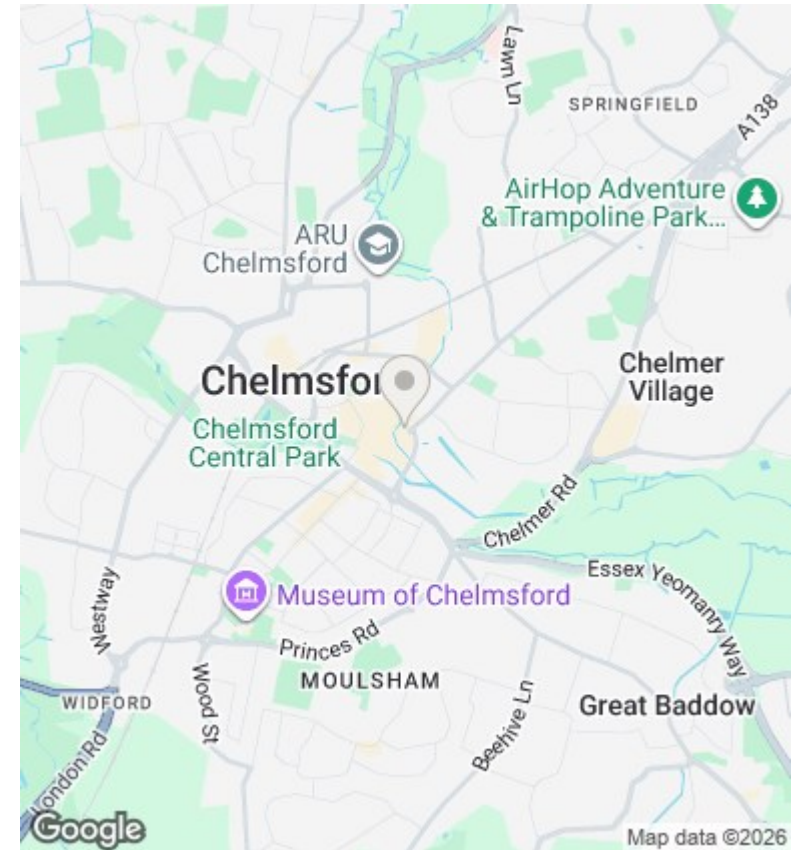 Lawn Ln
SPRINGFIELD
A138
AirHop Adventure
& Trampoline Park...
ARU
Chelmsford
Chelmsfor
Chelmer
Village
Chelmsford
Central Park
Chelmer Rd
Essex Yeomanry Way
Museum of Chelmsford
Westway
Princes Rd
MOULSHAM
Wood St
WIDFORD
Beehive Ln
Great Baddow
London Rd
Google
Map data ©2026